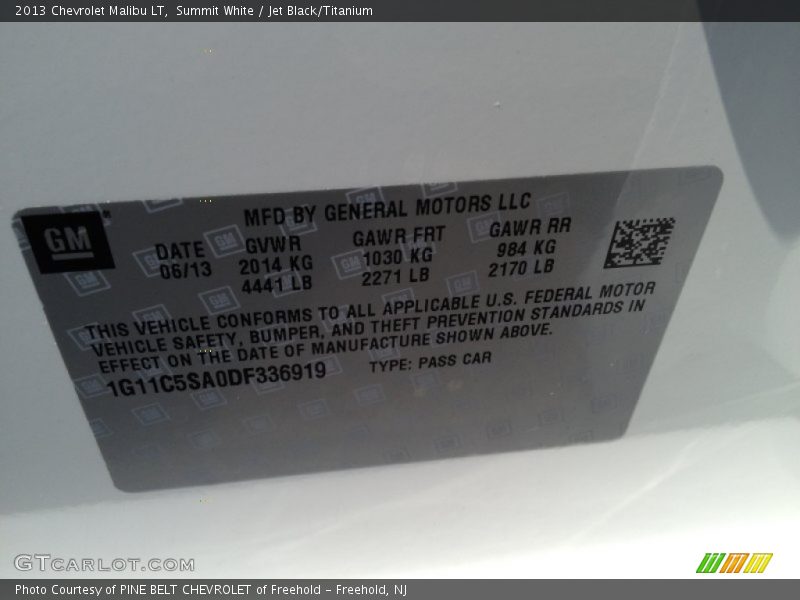 2013 Chevrolet Malibu LT, Summit White / Jet Black/Titanium
MFD BY GENERAL MOTORS LLC
GM
DATE GVWR GAWR FRT GAWR RR
06/13 2014 KG 1030 KG 984 KG
4441 LB 2271 LB 2170 LB
THIS VEHICLE CONFORMS TO ALL APPLICABLE U.S. FEDERAL MOTOR
VEHICLE SAFETY, BUMPER, AND THEFT PREVENTION STANDARDS IN
EFFECT ON THE DATE OF MANUFACTURE SHOWN ABOVE.
1G11C5SA0DF336919 TYPE: PASS CAR
GTCARLOT.COM
Photo Courtesy of PINE BELT CHEVROLET of Freehold - Freehold, NJ